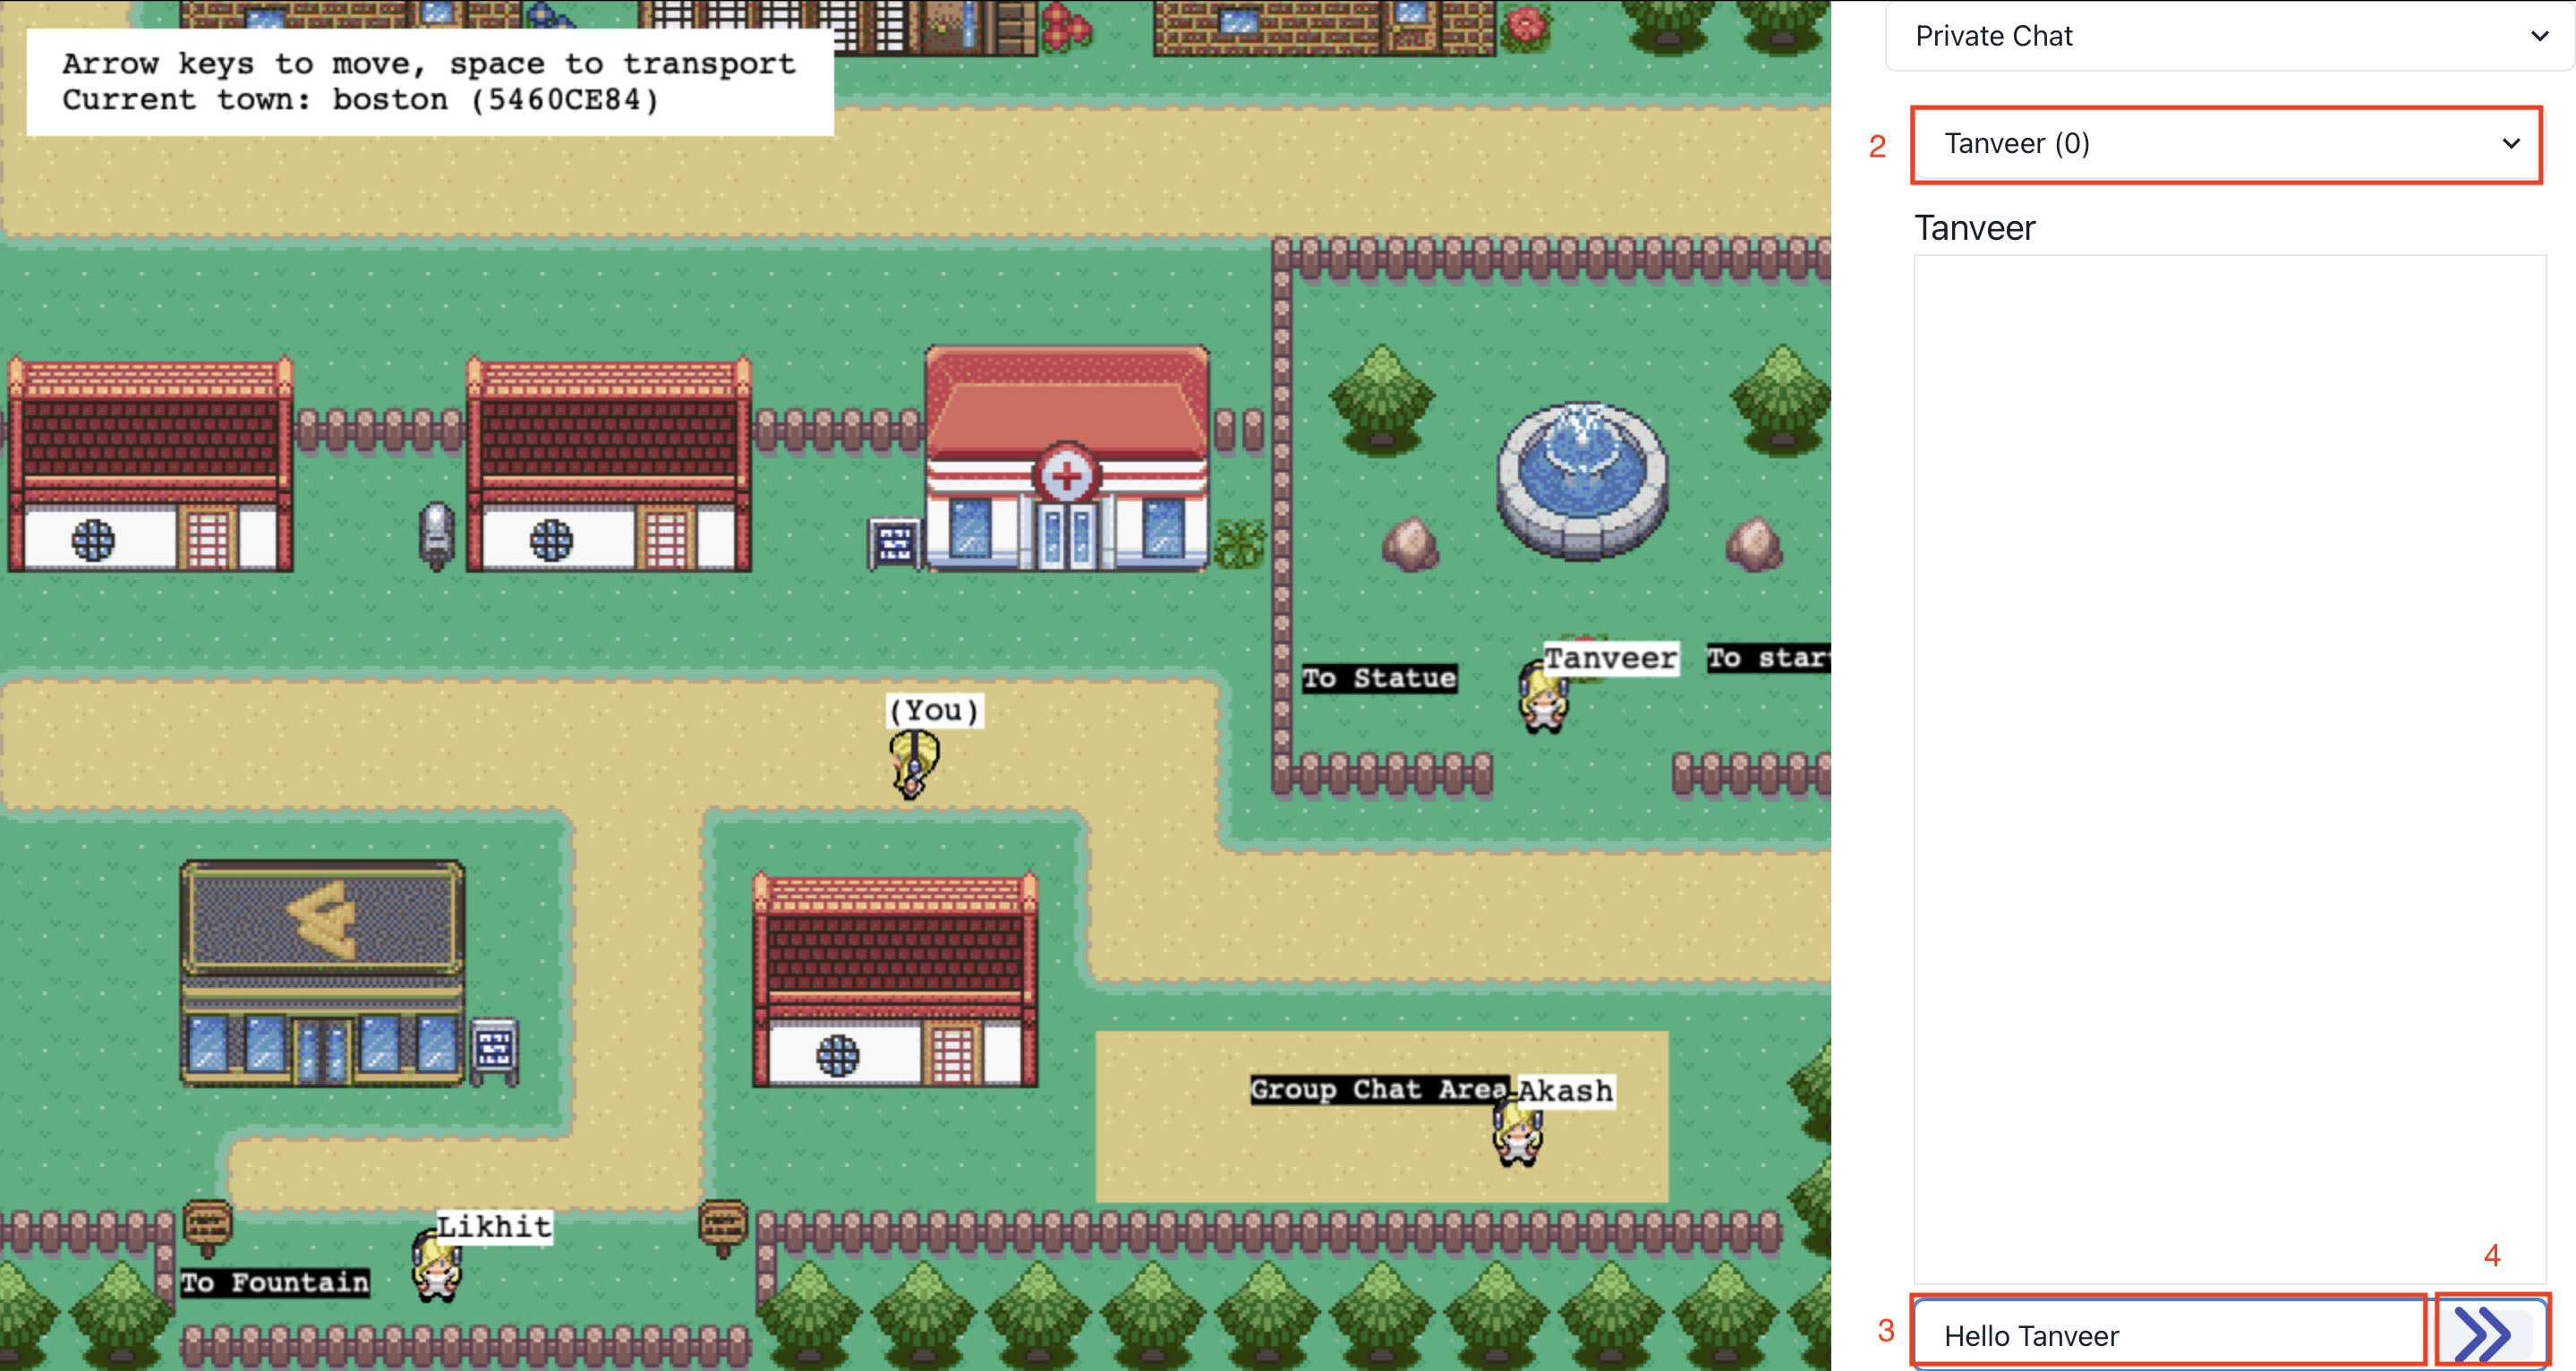 Arrow keys to move, space to transport
Current town: boston (5460CE84)
Private Chat
2
Tanveer (0)
Tanveer
To Statue
Tanveer
To star
(You)
Group Chat Area
Akash
Likhit
To Fountain
4
3
Hello Tanveer